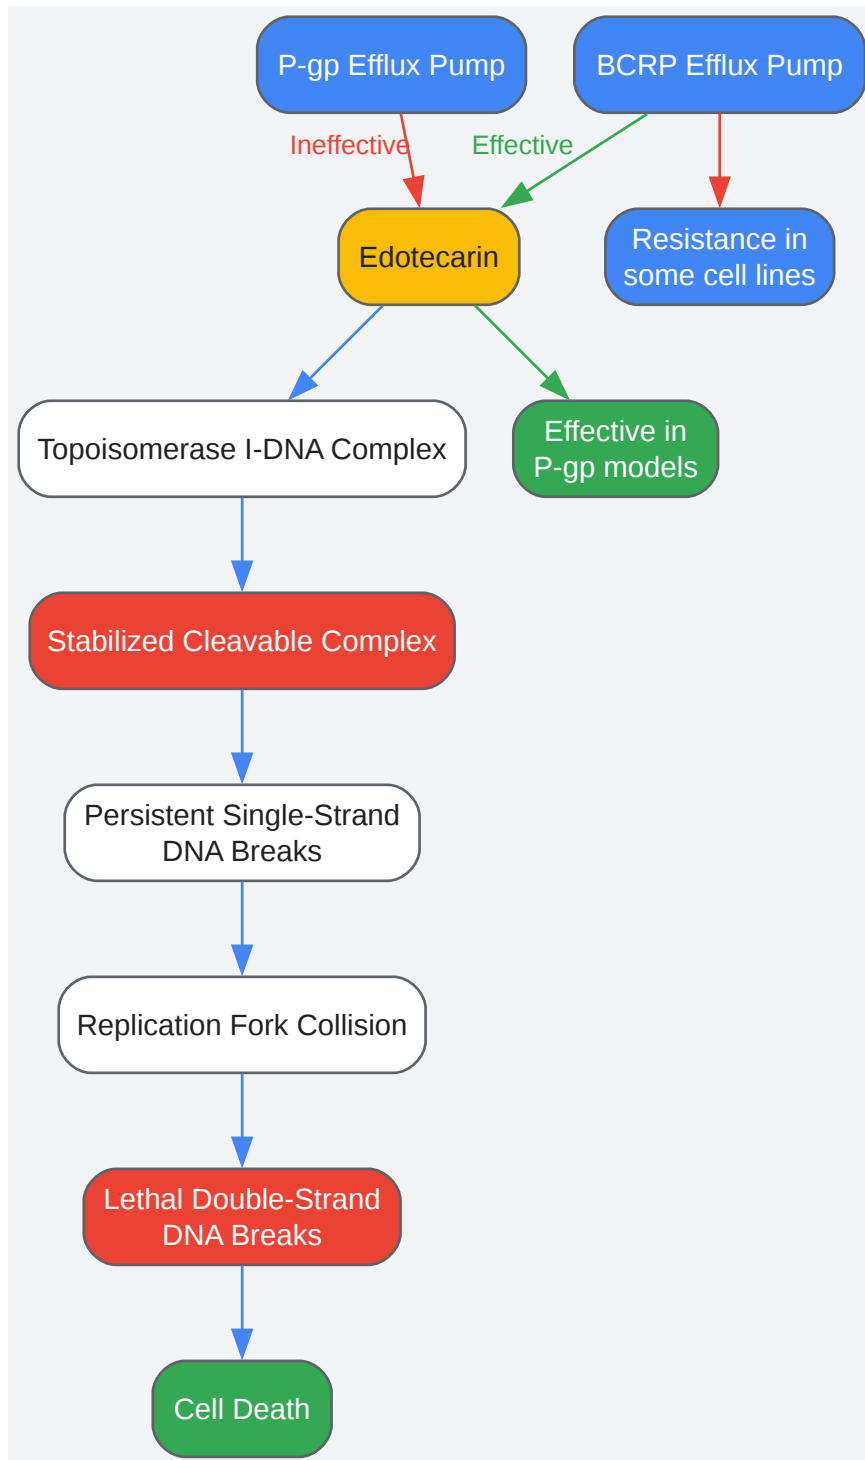 P-gp Efflux Pump
BCRP Efflux Pump
Ineffective
Effective
Edotecarin
Resistance in
some cell lines
Topoisomerase I-DNA Complex
Effective in
P-gp models
Stabilized Cleavable Complex
Persistent Single-Strand
DNA Breaks
Replication Fork Collision
Lethal Double-Strand
DNA Breaks
Cell Death